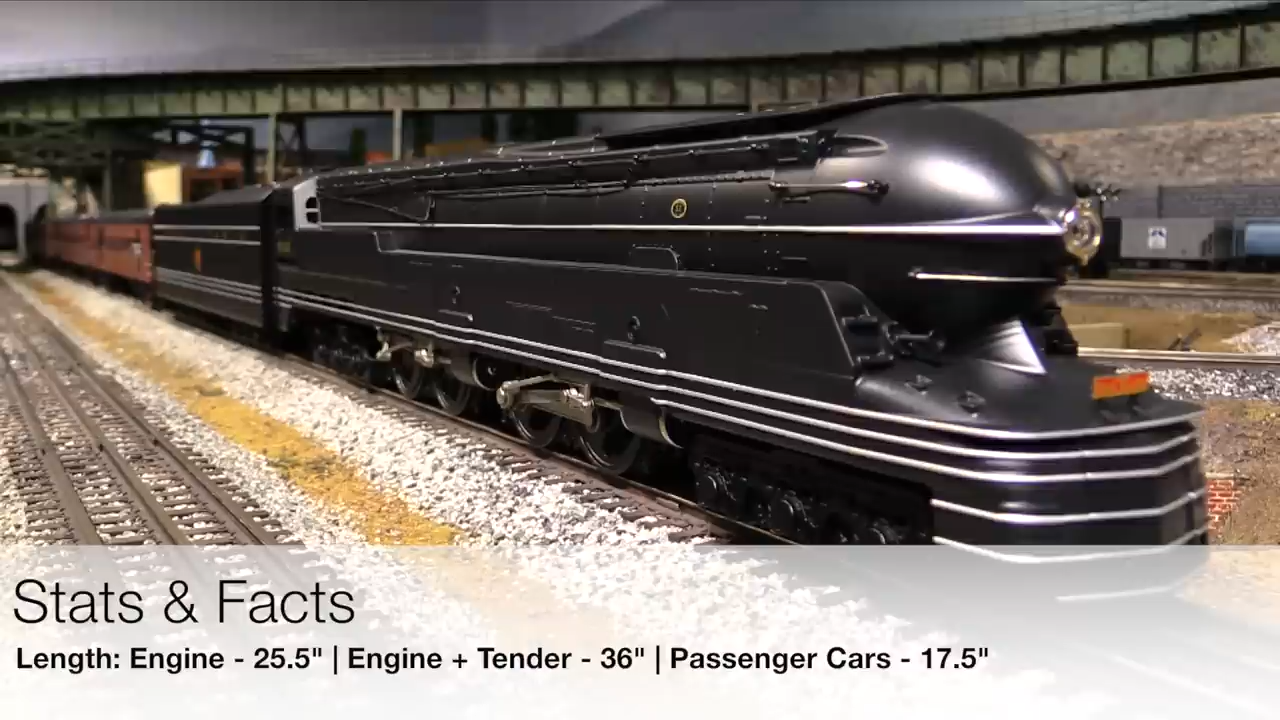 Stats & Facts
Length: Engine - 25.5" | Engine + Tender - 36" | Passenger Cars - 17.5"